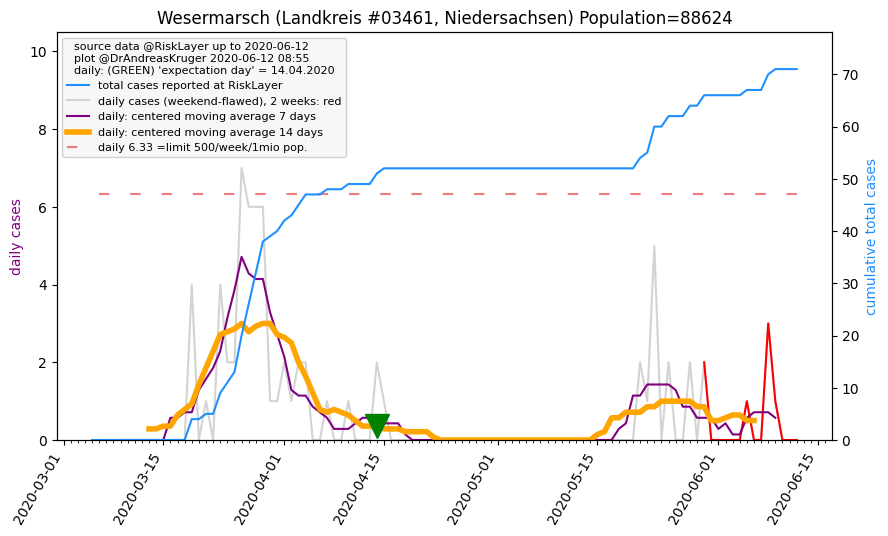 Wesermarsch (Landkreis #03461, Niedersachsen) Population=88624
source data @RiskLayer up to 2020-06-12
plot @DrAndreasKruger 2020-06-12 08:55
daily: (GREEN) 'expectation day' = 14.04.2020
total cases reported at RiskLayer
daily cases (weekend-flawed), 2 weeks: red
daily: centered moving average 7 days
daily: centered moving average 14 days
daily 6.33 =limit 500/week/1mio pop.
daily cases
10
8
6
4
2
0
cumulative total cases
70
60
50
40
30
20
10
0
2020-03-01
2020-03-15
2020-04-01
2020-04-15
2020-05-01
2020-05-15
2020-06-01
2020-06-15